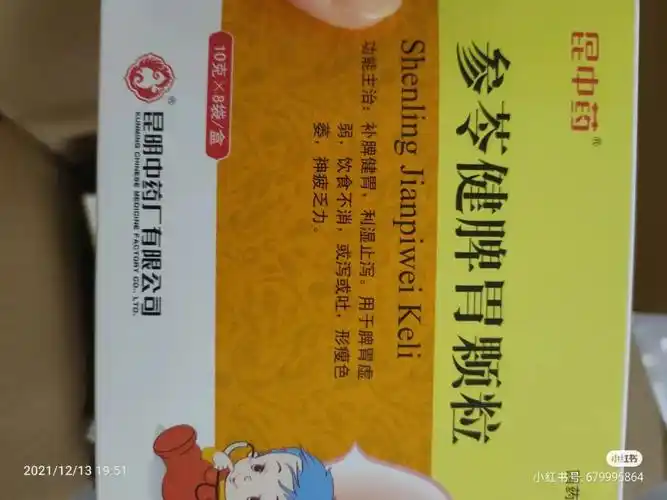 昆中药®
参苓健脾胃颗粒
Shenling Jianpiwei Keli
功能主治：补脾健胃，利湿止泻。用于脾胃虚
弱，饮食不消，或泻或吐，形瘦色
萎，神疲乏力。
10克×8袋/盒
®
昆明中药厂有限公司
KUNMING CHINESE MEDICINE FACTORY CO., LTD.
2021/12/13 19:51
小红书
小红书号: 679995864